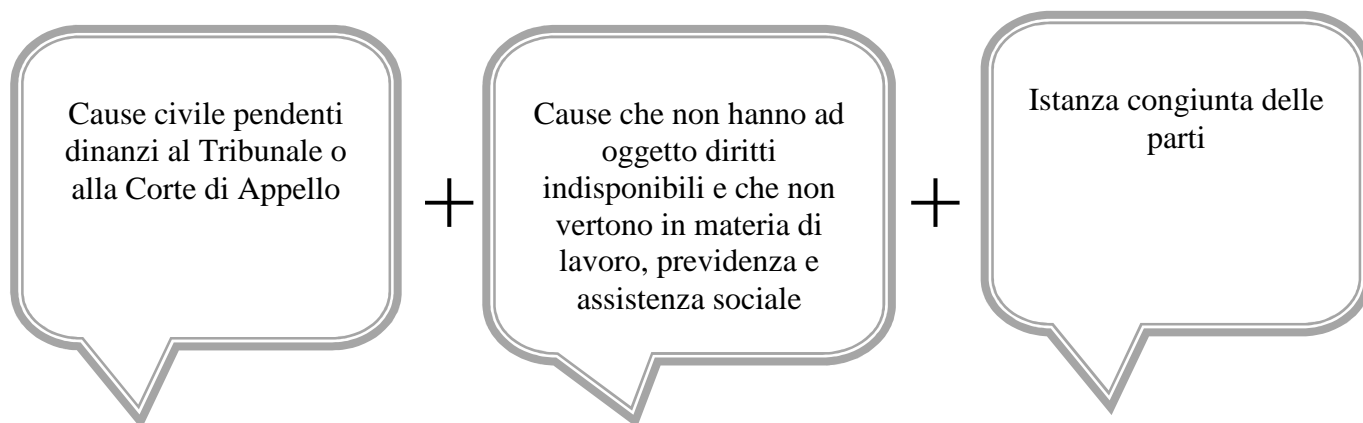 Cause civile pendenti
dinanzi al Tribunale o
alla Corte di Appello
+
Cause che non hanno ad
oggetto diritti
indisponibili e che non
vertono in materia di
lavoro, previdenza e
assistenza sociale
+
Istanza congiunta delle
parti